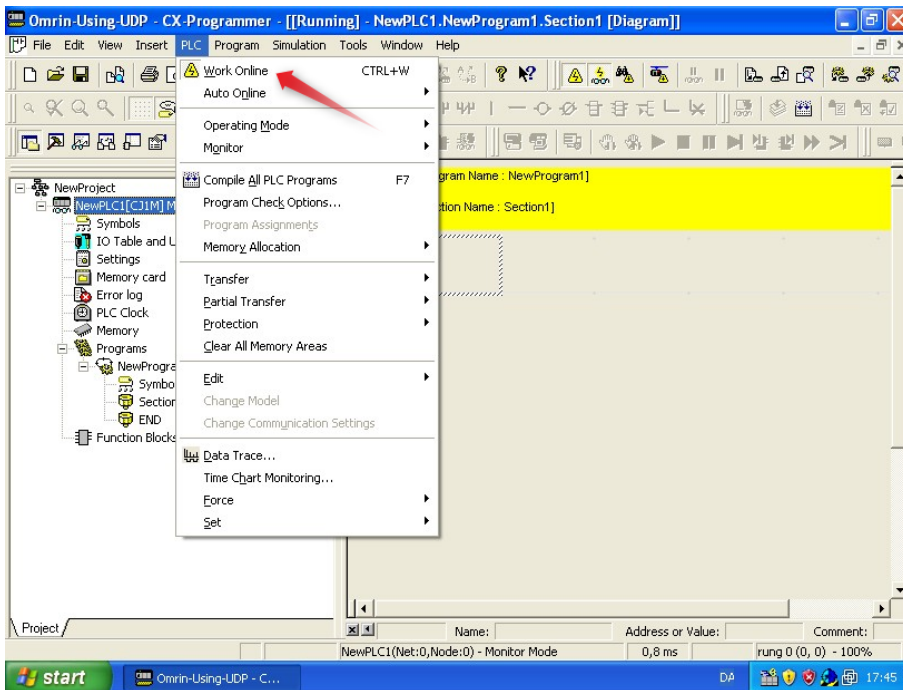 Omrin-Using-UDP - CX-Programmer - [[Running] - NewPLC1.NewProgram1.Section1 [Diagram]]
File Edit View Insert PLC Program Simulation Tools Window Help
Work Online CTRL+W
Auto Online
Operating Mode
Monitor
Compile All PLC Programs F7
Program Check Options...
Program Assignments
Memory Allocation
Transfer
Partial Transfer
Protection
Clear All Memory Areas
Edit
Change Model
Change Communication Settings
Data Trace...
Time Chart Monitoring...
Force
Set
NewProject
NewPLC1[CJ1M] M
Symbols
IO Table and U
Settings
Memory card
Error log
PLC Clock
Memory
Programs
NewProgra
Symbo
Section
END
Function Blocks
gram Name : NewProgram1]
ction Name : Section1]
Project
Name: Address or Value: Comment:
NewPLC1(Net:0,Node:0) - Monitor Mode 0,8 ms rung 0 (0, 0) - 100%
start Omrin-Using-UDP - C... DA 17:45